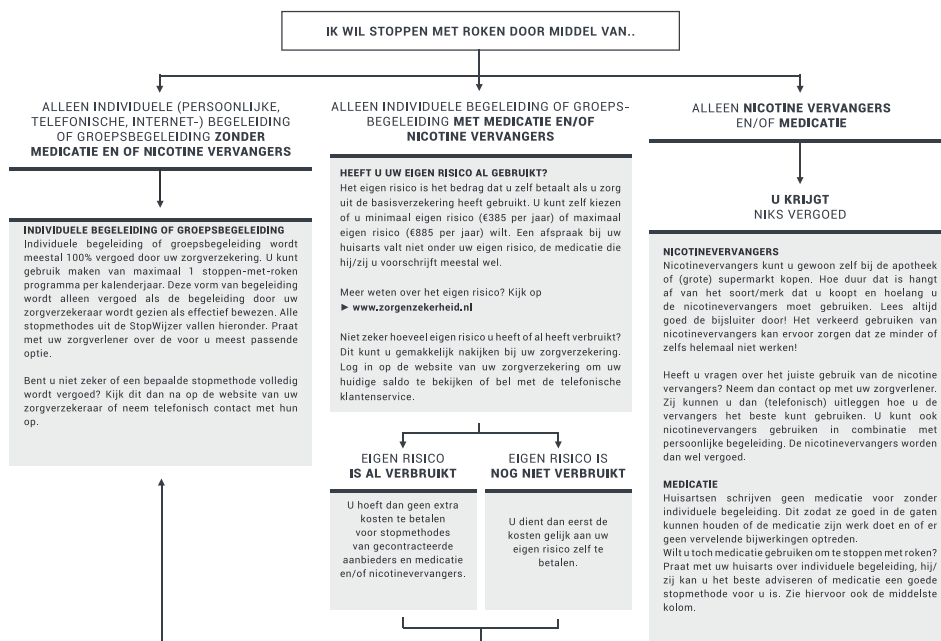 IK WIL STOPPEN MET ROKEN DOOR MIDDEL VAN..
ALLEEN INDIVIDUELE (PERSOONLIJKE,
TELEFONISCHE, INTERNET-) BEGELEIDING
OF GROEPSBEGELEIDING ZONDER
MEDICATIE EN OF NICOTINE VERVANGERS
INDIVIDUELE BEGELEIDING OF GROEPSBEGELEIDING
Individuele begeleiding of groepsbegeleiding wordt
meestal 100% vergoed door uw zorgverzekering. U kunt
gebruik maken van maximaal 1 stoppen-met-roken
programma per kalenderjaar. Deze vorm van begeleiding
wordt alleen vergoed als de begeleiding door uw
zorgverzekeraar wordt gezien als effectief bewezen. Alle
stopmethodes uit de StopWijzer vallen hieronder. Praat
met uw zorgverlener over de voor u meest passende
optie.
Bent u niet zeker of een bepaalde stopmethode volledig
wordt vergoed? Kijk dit dan na op de website van uw
zorgverzekeraar of neem telefonisch contact met hun
op.
ALLEEN INDIVIDUELE BEGELEIDING OF GROEPS-
BEGELEIDING MET MEDICATIE EN/OF
NICOTINE VERVANGERS
HEEFT U UW EIGEN RISICO AL GEBRUIKT?
Het eigen risico is het bedrag dat u zelf betaalt als u zorg
uit de basisverzekering heeft gebruikt. U kunt zelf kiezen
of u minimaal eigen risico (€385 per jaar) of maximaal
eigen risico (€885 per jaar) wilt. Een afspraak bij uw
huisarts valt niet onder uw eigen risico, de medicatie die
hij/zij u voorschrijft meestal wel.
Meer weten over het eigen risico? Kijk op
► www.zorgenzekerheid.nl
Niet zeker hoeveel eigen risico u heeft of al heeft verbruikt?
Dit kunt u gemakkelijk nakijken bij uw zorgverzekering.
Log in op de website van uw zorgverzekering om uw
huidige saldo te bekijken of bel met de telefonische
klantenservice.
EIGEN RISICO
IS AL VERBRUIKT
U hoeft dan geen extra
kosten te betalen
voor stopmethodes
van gecontracteerde
aanbieders en medicatie
en/of nicotinevervangers.
EIGEN RISICO IS
NOG NIET VERBRUIKT
U dient dan eerst de
kosten gelijk aan uw
eigen risico zelf te
betalen.
ALLEEN NICOTINE VERVANGERS
EN/OF MEDICATIE
U KRIJGT
NIKS VERGOED
NICOTINEVERVANGERS
Nicotinevervangers kunt u gewoon zelf bij de apotheek
of (grote) supermarkt kopen. Hoe duur dat is hangt
af van het soort/merk dat u koopt en hoelang u
de nicotinevervangers moet gebruiken. Lees altijd
goed de bijsluiter door! Het verkeerd gebruiken van
nicotinevervangers kan ervoor zorgen dat ze minder of
zelfs helemaal niet werken!
Heeft u vragen over het juiste gebruik van de nicotine
vervangers? Neem dan contact op met uw zorgverlener.
Zij kunnen u dan (telefonisch) uitleggen hoe u de
vervangers het beste kunt gebruiken. U kunt ook
nicotinevervangers gebruiken in combinatie met
persoonlijke begeleiding. De nicotinevervangers worden
dan wel vergoed.
MEDICATIE
Huisartsen schrijven geen medicatie voor zonder
individuele begeleiding. Dit zodat ze goed in de gaten
kunnen houden of de medicatie zijn werk doet en of er
geen vervelende bijwerkingen optreden.
Wilt u toch medicatie gebruiken om te stoppen met roken?
Praat met uw huisarts over individuele begeleiding, hij/
zij kan u het beste adviseren of medicatie een goede
stopmethode voor u is. Zie hiervoor ook de middelste
kolom.